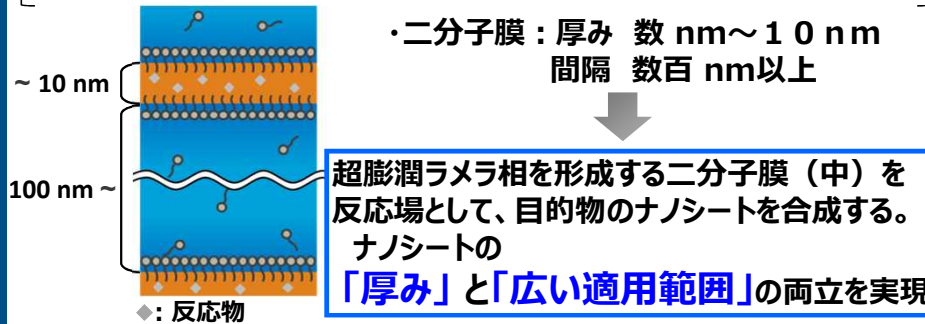 ・二分子膜：厚み 数 nm～１０ｎｍ
間隔 数百 nm以上
~ 10 nm
100 nm ~
超膨潤ラメラ相を形成する二分子膜（中）を
反応場として、目的物のナノシートを合成する。
ナノシートの
「厚み」と「広い適用範囲」の両立を実現
◆: 反応物